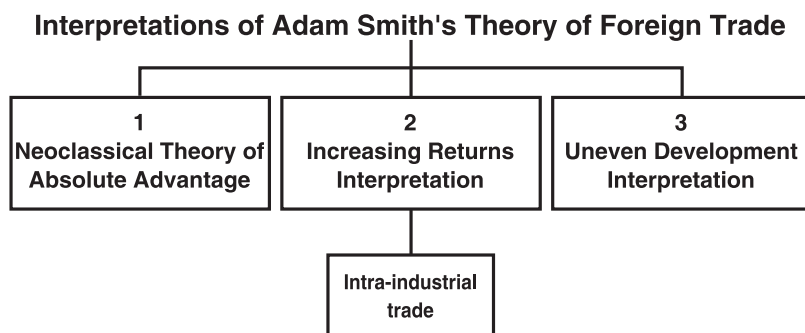 Interpretations of Adam Smith's Theory of Foreign Trade
1
Neoclassical Theory of
Absolute Advantage
2
Increasing Returns
Interpretation
3
Uneven Development
Interpretation
Intra-industrial
trade